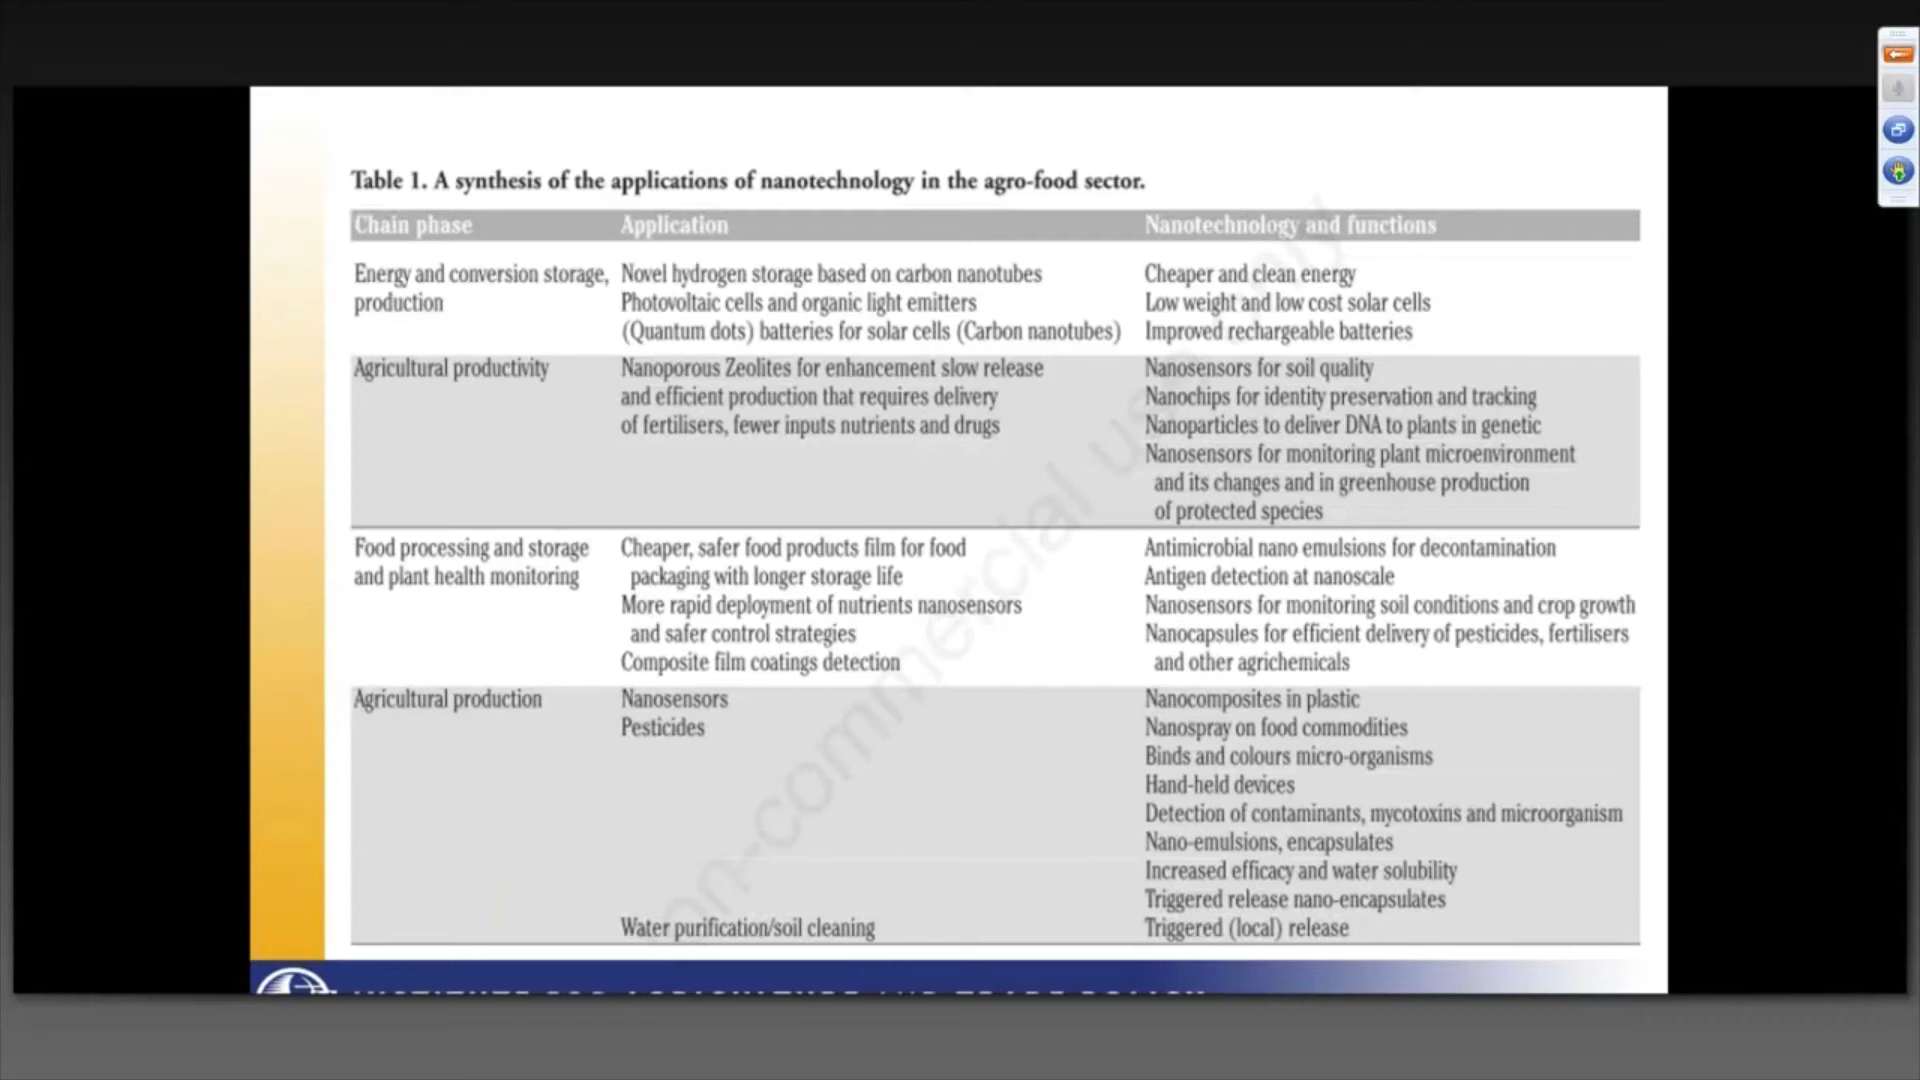 Table 1. A synthesis of the applications of nanotechnology in the agro-food sector.
Chain phase Application Nanotechnology and functions
Energy and conversion storage, Novel hydrogen storage based on carbon nanotubes Cheaper and clean energy
production Photovoltaic cells and organic light emitters Low weight and low cost solar cells
(Quantum dots) batteries for solar cells (Carbon nanotubes) Improved rechargeable batteries
Agricultural productivity Nanoporous Zeolites for enhancement slow release Nanosensors for soil quality
and efficient production that requires delivery Nanochips for identity preservation and tracking
of fertilisers, fewer inputs nutrients and drugs Nanoparticles to deliver DNA to plants in genetic
Nanosensors for monitoring plant microenvironment
and its changes and in greenhouse production
of protected species
Food processing and storage Cheaper, safer food products film for food Antimicrobial nano emulsions for decontamination
and plant health monitoring packaging with longer storage life Antigen detection at nanoscale
More rapid deployment of nutrients nanosensors Nanosensors for monitoring soil conditions and crop growth
and safer control strategies Nanocapsules for efficient delivery of pesticides, fertilisers
Composite film coatings detection and other agrichemicals
Agricultural production Nanosensors Nanocomposites in plastic
Pesticides Nanospray on food commodities
Binds and colours micro-organisms
Hand-held devices
Detection of contaminants, mycotoxins and microorganism
Nano-emulsions, encapsulates
Increased efficacy and water solubility
Triggered release nano-encapsulates
Water purification/soil cleaning Triggered (local) release
on-commercial use